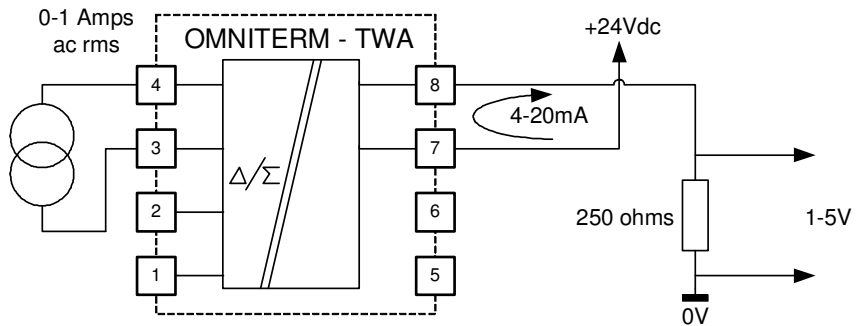 0-1 Amps
ac rms
OMNITERM - TWA
+24Vdc
4
8
4-20mA
3
7
Δ/Σ
2
6
250 ohms
1-5V
1
5
0V